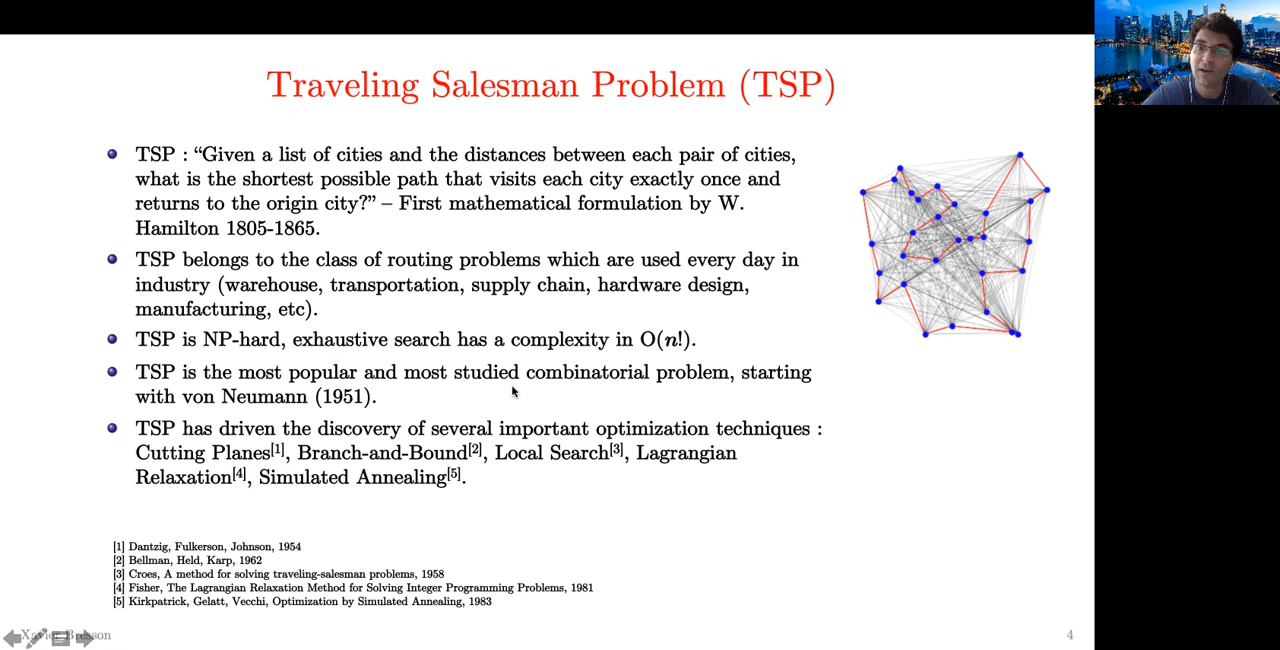 Traveling Salesman Problem (TSP)
TSP : “Given a list of cities and the distances between each pair of cities,
what is the shortest possible path that visits each city exactly once and
returns to the origin city?” – First mathematical formulation by W.
Hamilton 1805-1865.
TSP belongs to the class of routing problems which are used every day in
industry (warehouse, transportation, supply chain, hardware design,
manufacturing, etc).
TSP is NP-hard, exhaustive search has a complexity in O(n!).
TSP is the most popular and most studied combinatorial problem, starting
with von Neumann (1951).
TSP has driven the discovery of several important optimization techniques :
Cutting Planes[1], Branch-and-Bound[2], Local Search[3], Lagrangian
Relaxation[4], Simulated Annealing[5].
[1] Dantzig, Fulkerson, Johnson, 1954
[2] Bellman, Held, Karp, 1962
[3] Croes, A method for solving traveling-salesman problems, 1958
[4] Fisher, The Lagrangian Relaxation Method for Solving Integer Programming Problems, 1981
[5] Kirkpatrick, Gelatt, Vecchi, Optimization by Simulated Annealing, 1983
Xavier Bresson
4